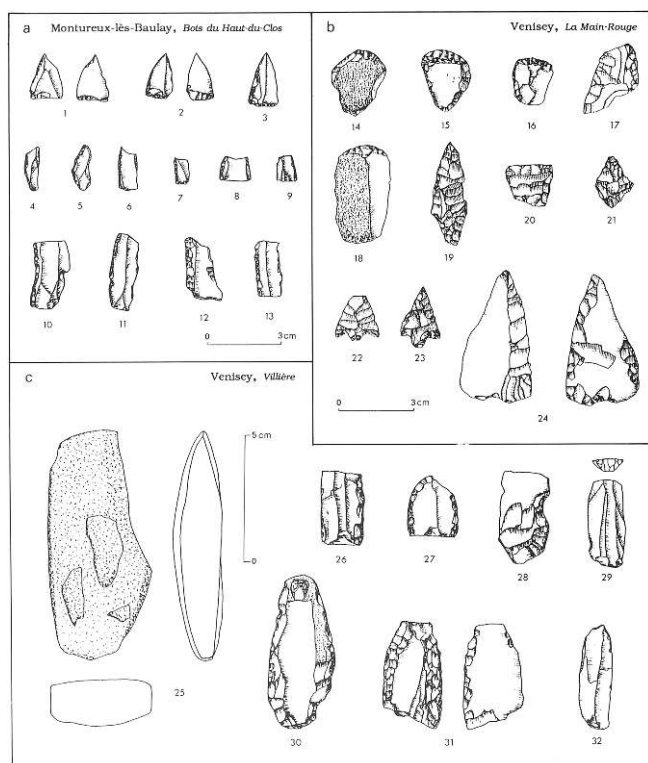 a Montureux-lès-Baulay, Bois du Haut-du-Clos
1 2 3
4 5 6 7 8 9
10 11 12 13
0 3cm
b Venisey, La Main-Rouge
14 15 16 17
18 19 20 21
22 23
24
0 3cm
c Venisey, Villière
5cm
0
25
26 27 28 29
30 31 32